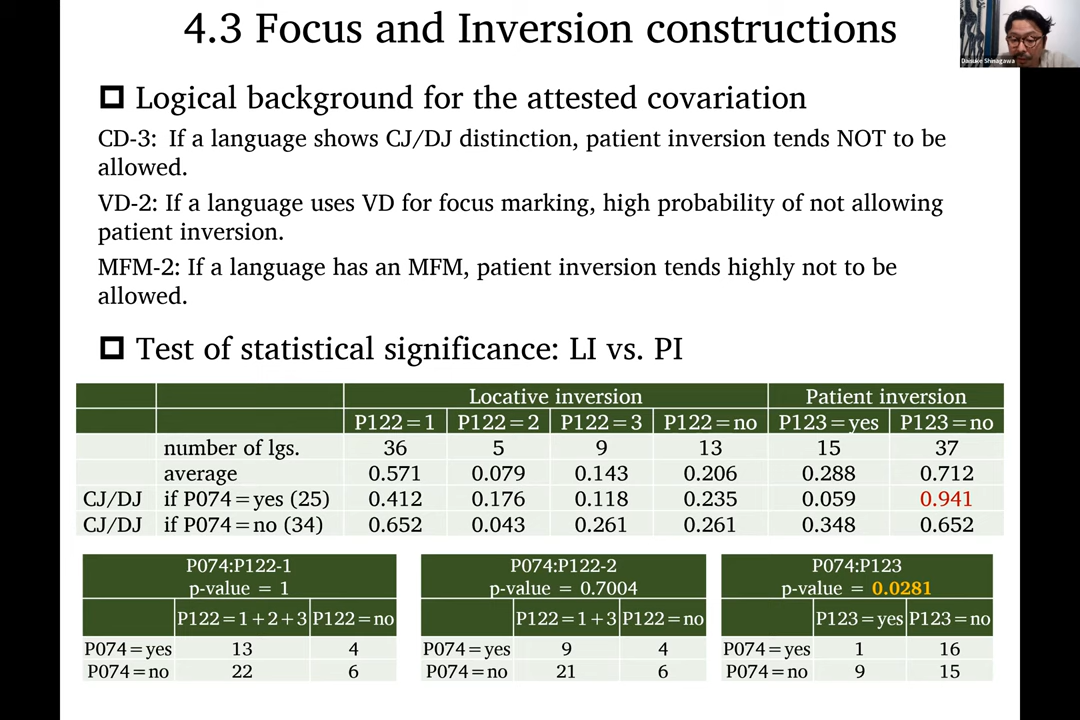 4.3 Focus and Inversion constructions
Daisuke Shinagawa
Logical background for the attested covariation
CD-3: If a language shows CJ/DJ distinction, patient inversion tends NOT to be
allowed.
VD-2: If a language uses VD for focus marking, high probability of not allowing
patient inversion.
MFM-2: If a language has an MFM, patient inversion tends highly not to be
allowed.
Test of statistical significance: LI vs. PI
Locative inversion Patient inversion
P122=1 P122=2 P122=3 P122=no P123=yes P123=no
number of lgs. 36 5 9 13 15 37
average 0.571 0.079 0.143 0.206 0.288 0.712
CJ/DJ if P074=yes (25) 0.412 0.176 0.118 0.235 0.059 0.941
CJ/DJ if P074=no (34) 0.652 0.043 0.261 0.261 0.348 0.652
P074:P122-1
p-value = 1
P122=1+2+3 P122=no
P074=yes 13 4
P074=no 22 6
P074:P122-2
p-value = 0.7004
P122=1+3 P122=no
P074=yes 9 4
P074=no 21 6
P074:P123
p-value = 0.0281
P123=yes P123=no
P074=yes 1 16
P074=no 9 15